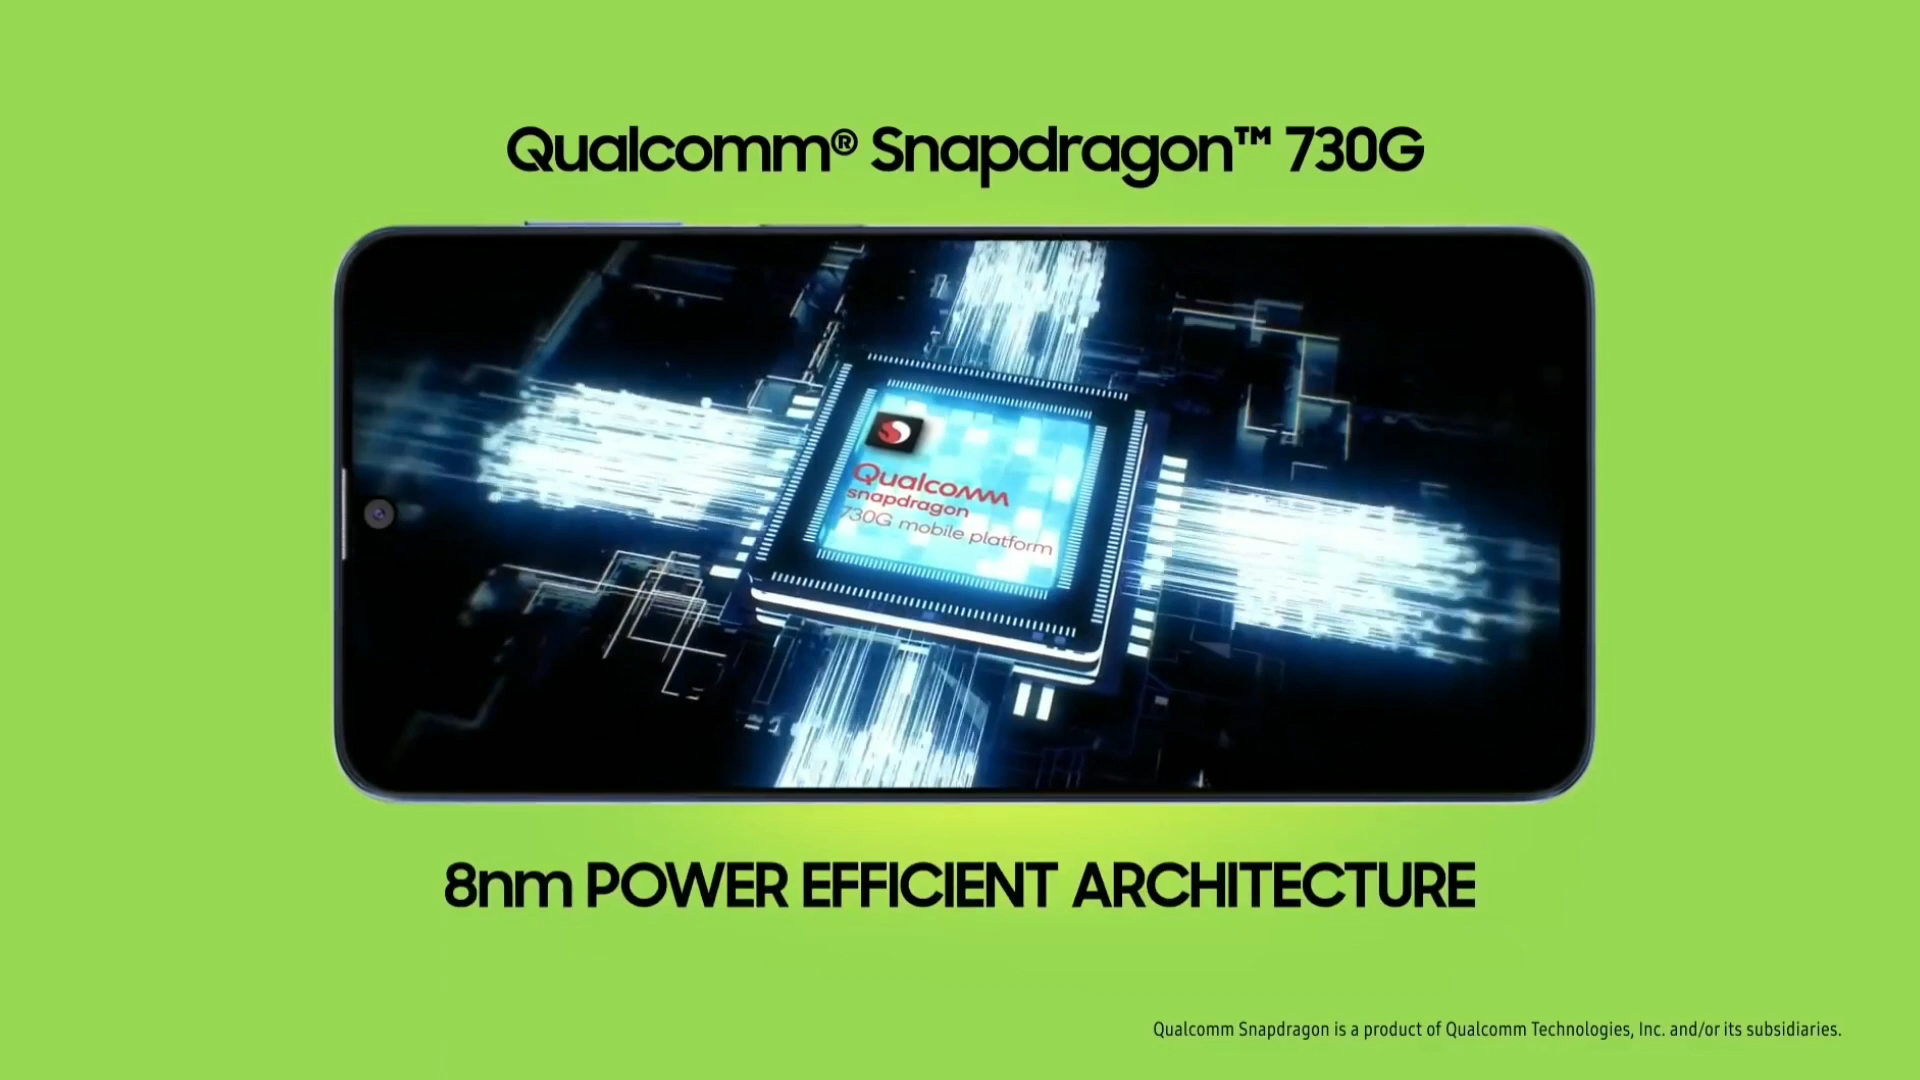 Qualcomm® Snapdragon™ 730G
Qualcomm
snapdragon
730G mobile platform
8nm POWER EFFICIENT ARCHITECTURE
Qualcomm Snapdragon is a product of Qualcomm Technologies, Inc. and/or its subsidiaries.